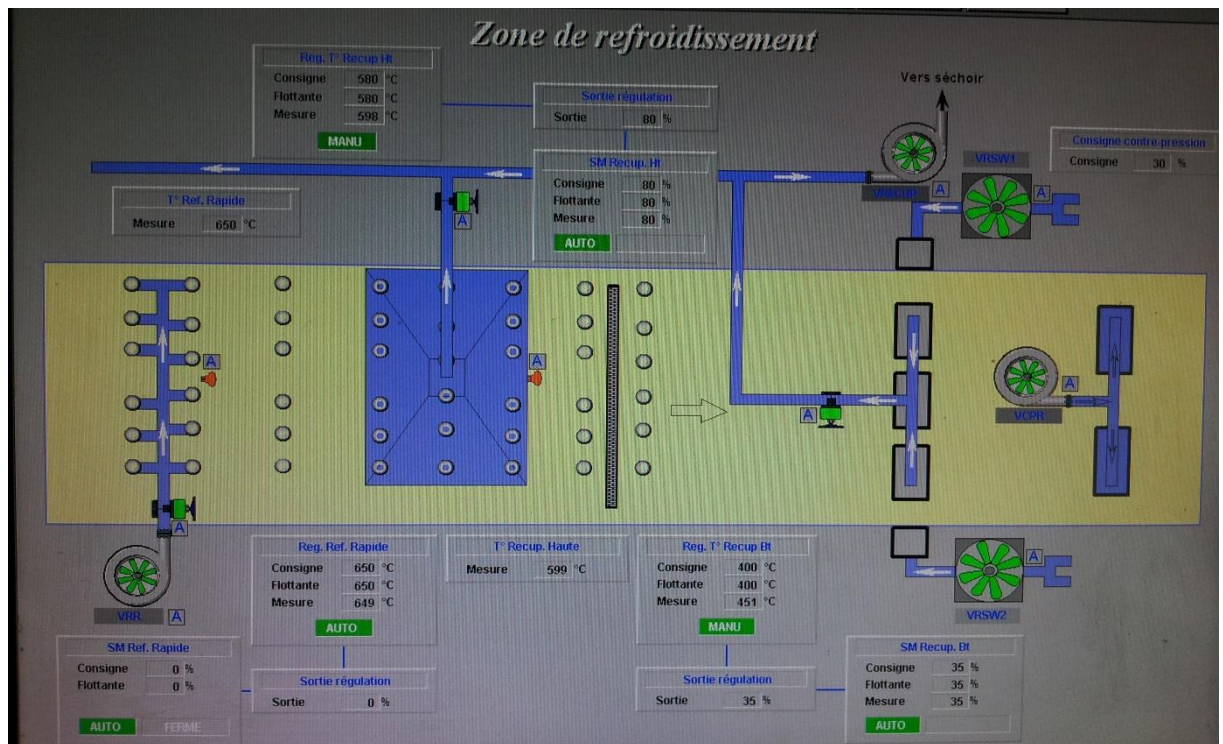 Zone de refroidissement
Reg. T° Recup Ht
Consigne 580 °C
Flottante 580 °C
Mesure 598 °C
MANU
Sortie régulation
Sortie 80 %
SM Recup. Ht
Consigne 80 %
Flottante 80 %
Mesure 80 %
AUTO
Vers séchoir
VRECUP
A
VRSW1
A
Consigne contre-pression
Consigne 30 %
T° Ref. Rapide
Mesure 650 °C
A
A
A
A
A
VCPR
A
VRR
A
Reg. Ref. Rapide
Consigne 650 °C
Flottante 650 °C
Mesure 649 °C
AUTO
T° Recup. Haute
Mesure 599 °C
Reg. T° Recup Bt
Consigne 400 °C
Flottante 400 °C
Mesure 451 °C
MANU
A
VRSW2
SM Ref. Rapide
Consigne 0 %
Flottante 0 %
AUTO FERME
Sortie régulation
Sortie 0 %
Sortie régulation
Sortie 35 %
SM Recup. Bt
Consigne 35 %
Flottante 35 %
Mesure 35 %
AUTO